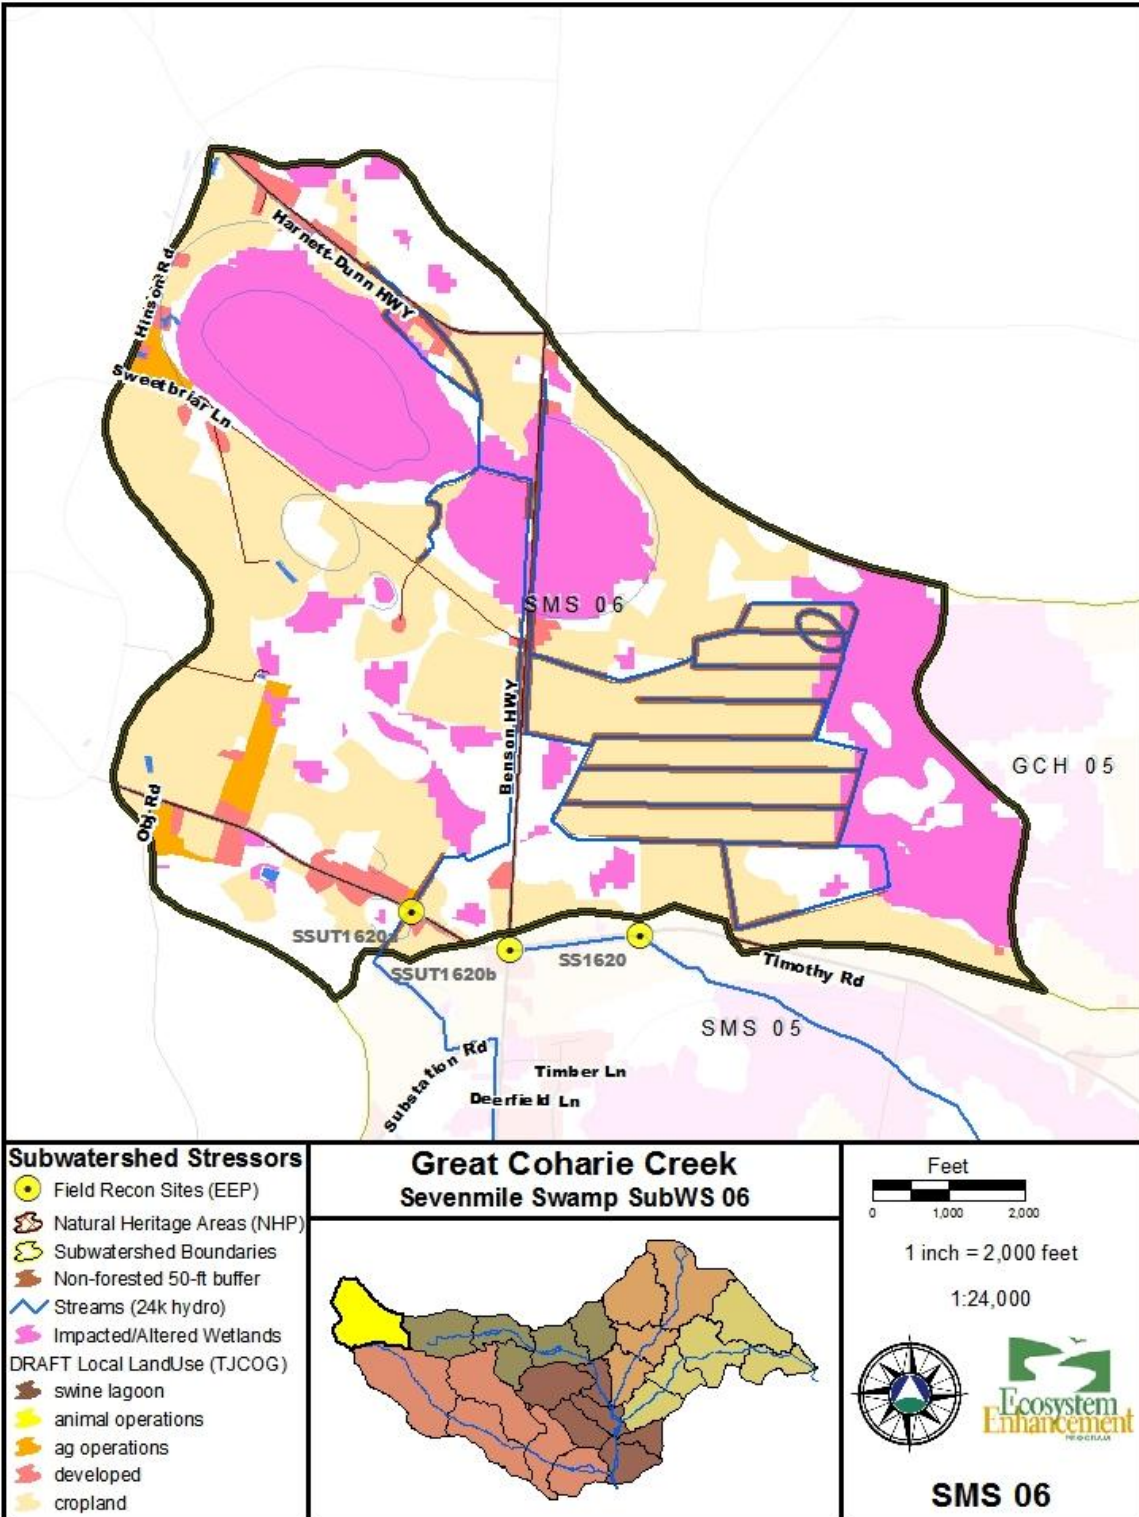 Harnett-Dunn HWY
Hinson Rd
Sweetbriar Ln
SMS 06
Benson HWY
GCH 05
Obj Rd
SSUT1620a
SSUT1620b
SS1620
Timothy Rd
SMS 05
Substation Rd
Timber Ln
Deerfield Ln
Subwatershed Stressors
Field Recon Sites (EEP)
Natural Heritage Areas (NHP)
Subwatershed Boundaries
Non-forested 50-ft buffer
Streams (24k hydro)
Impacted/Altered Wetlands
DRAFT Local LandUse (TJCOG)
swine lagoon
animal operations
ag operations
developed
cropland
Great Coharie Creek
Sevenmile Swamp SubWS 06
Feet
0 1,000 2,000
1 inch = 2,000 feet
1:24,000
Ecosystem
Enhancement
PROGRAM
SMS 06